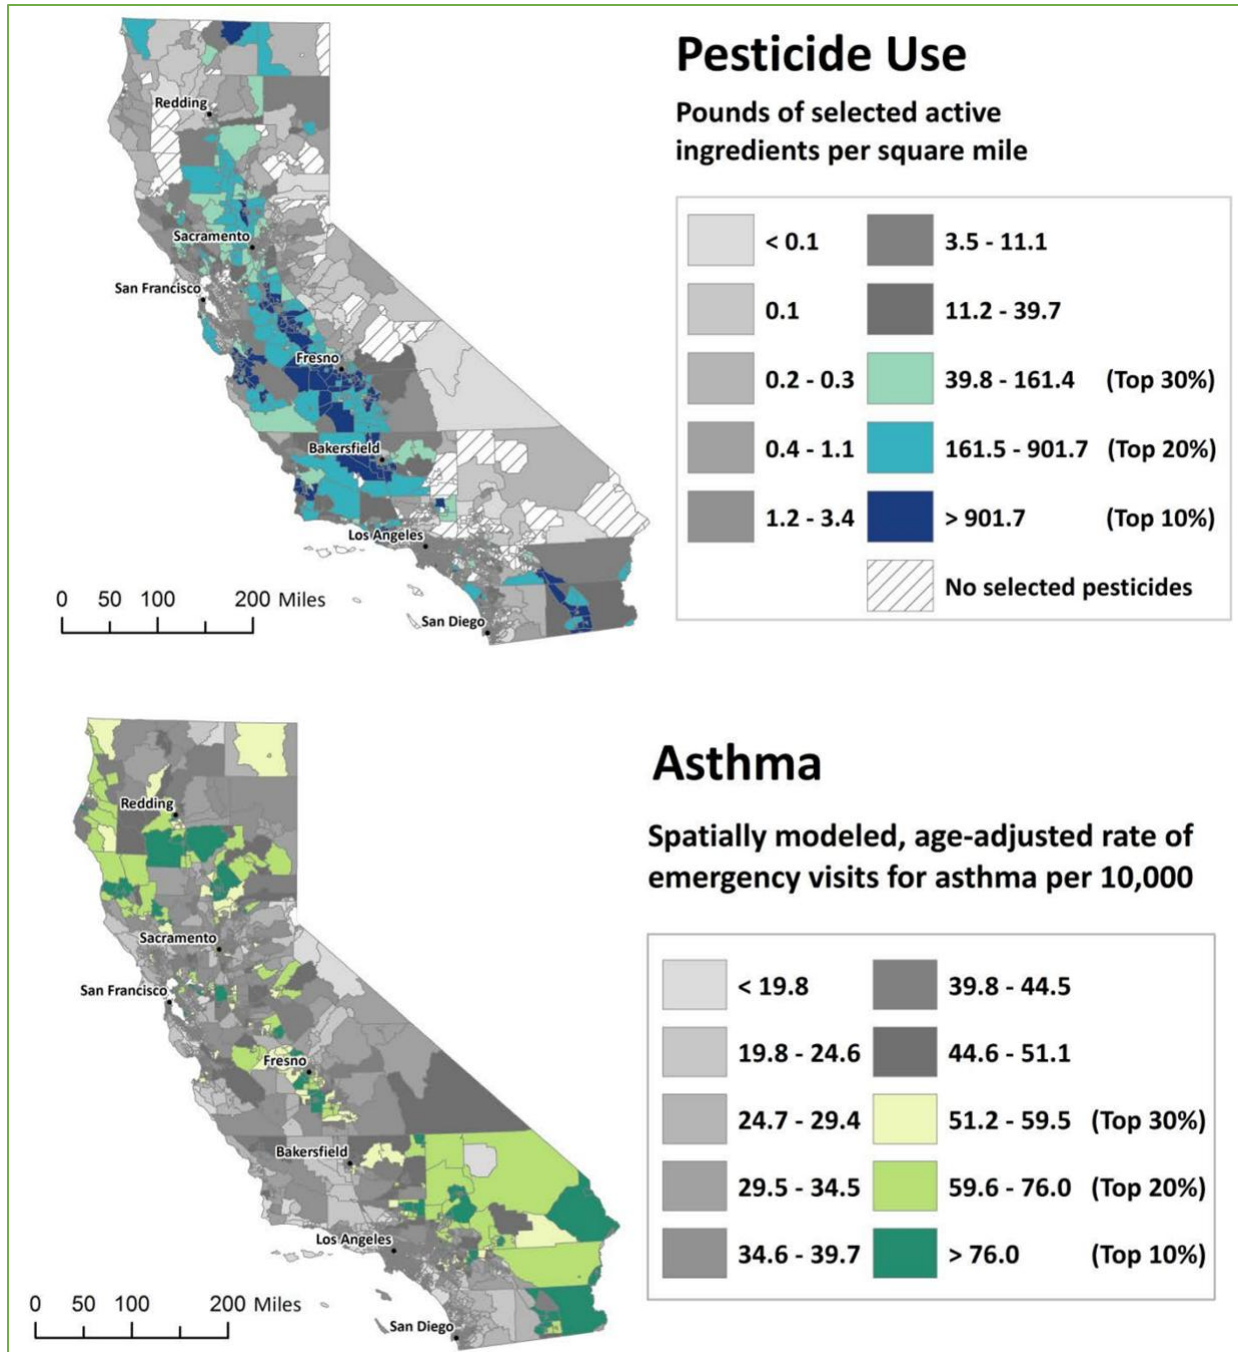 Pesticide Use
Pounds of selected active
ingredients per square mile
Redding
Sacramento
San Francisco
Fresno
Bakersfield
Los Angeles
San Diego
0 50 100 200 Miles
< 0.1
0.1
0.2 - 0.3
0.4 - 1.1
1.2 - 3.4
3.5 - 11.1
11.2 - 39.7
39.8 - 161.4 (Top 30%)
161.5 - 901.7 (Top 20%)
> 901.7 (Top 10%)
No selected pesticides
Asthma
Spatially modeled, age-adjusted rate of
emergency visits for asthma per 10,000
Redding
Sacramento
San Francisco
Fresno
Bakersfield
Los Angeles
San Diego
0 50 100 200 Miles
< 19.8
19.8 - 24.6
24.7 - 29.4
29.5 - 34.5
34.6 - 39.7
39.8 - 44.5
44.6 - 51.1
51.2 - 59.5 (Top 30%)
59.6 - 76.0 (Top 20%)
> 76.0 (Top 10%)